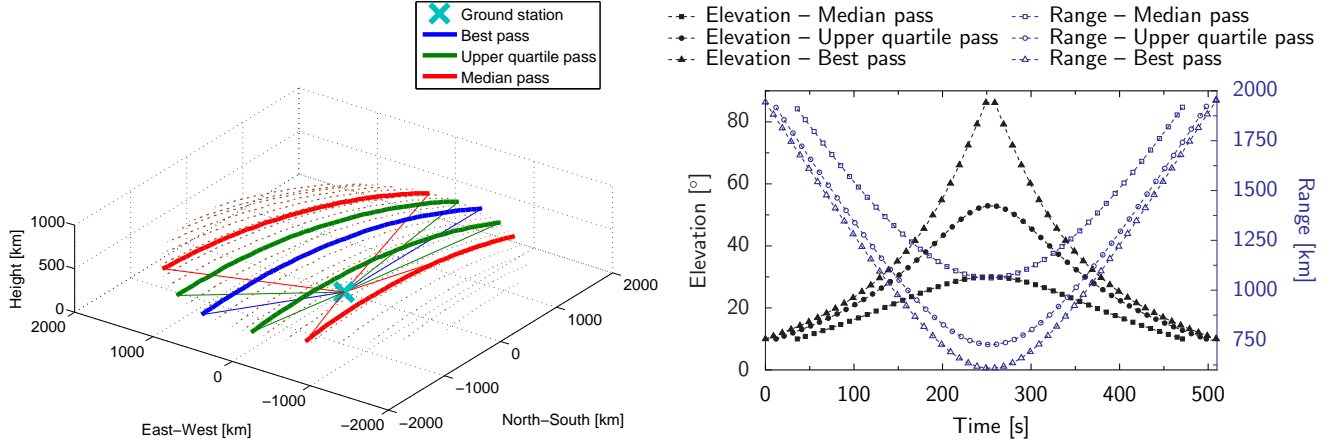 Ground station
Best pass
Upper quartile pass
Median pass
1000
500
0
Height [km]
2000
1000
0
−1000
−2000
East−West [km]
−2000
−1000
0
1000
2000
North−South [km]
Elevation – Median pass
Elevation – Upper quartile pass
Elevation – Best pass
Range – Median pass
Range – Upper quartile pass
Range – Best pass
80
60
40
20
0
Elevation [°]
0 100 200 300 400 500
Time [s]
2000
1750
1500
1250
1000
750
Range [km]